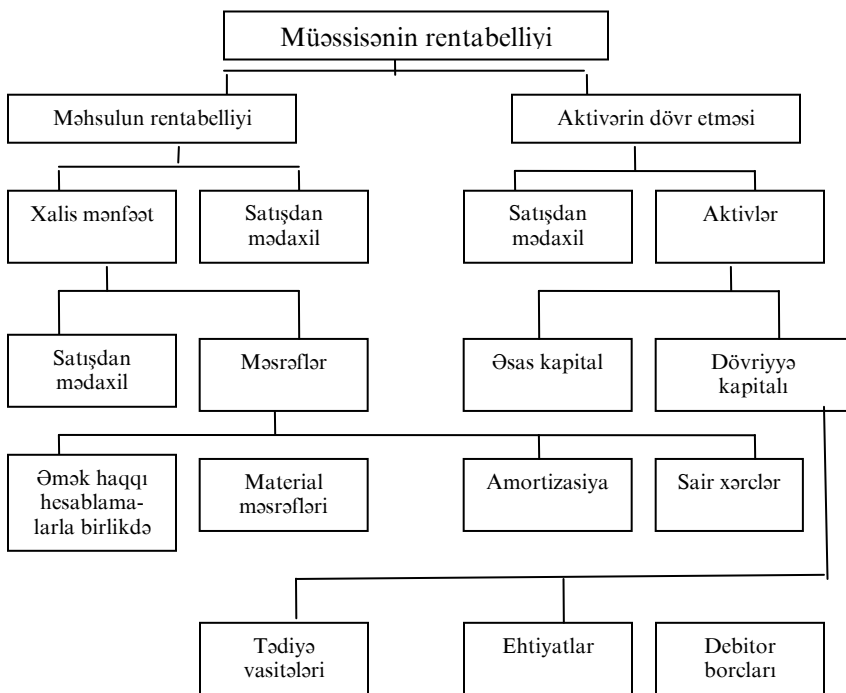 Müəssisənin rentabelliyi
Məhsulun rentabelliyi
Aktivərin dövr etməsi
Xalis mənfəət
Satışdan
mədaxil
Satışdan
mədaxil
Aktivlər
Satışdan
mədaxil
Məsrəflər
Əsas kapital
Dövriyyə
kapitalı
Əmək haqqı
hesablama-
larla birlikdə
Material
məsrəfləri
Amortizasiya
Sair xərclər
Tədiyə
vasitələri
Ehtiyatlar
Debitor
borcları